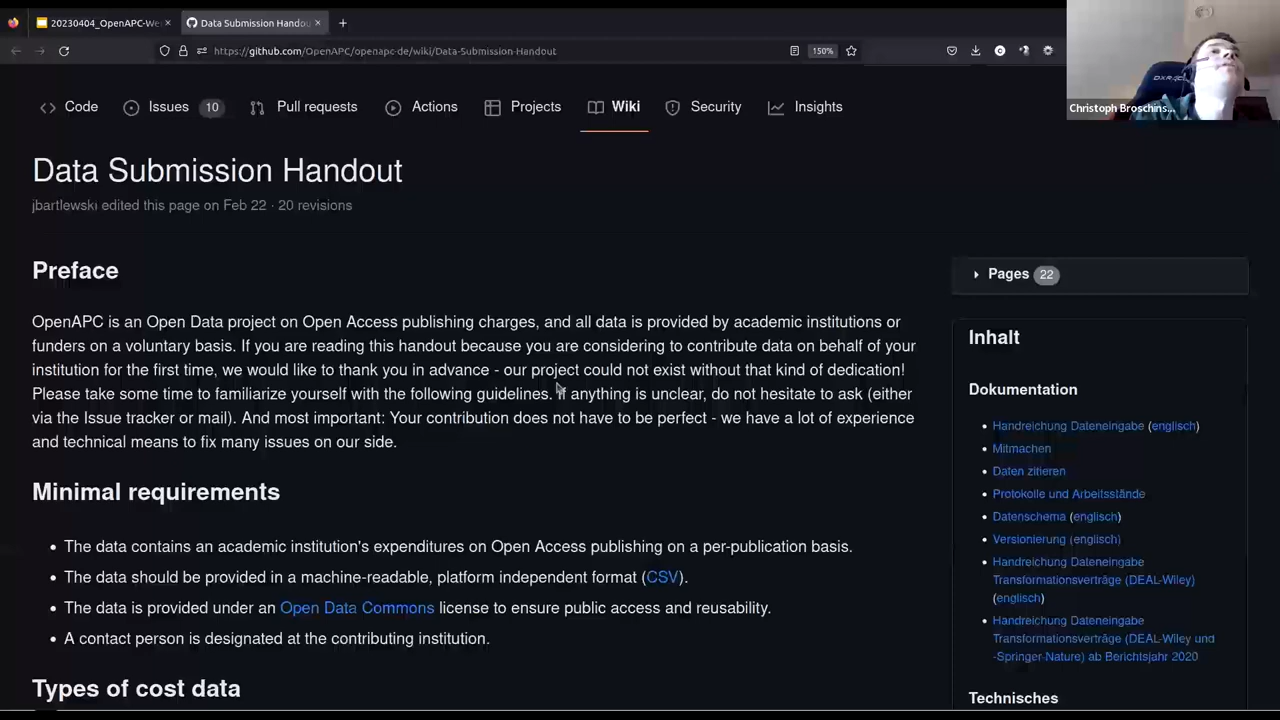 20230404_OpenAPC-We
Data Submission Handou
https://github.com/OpenAPC/openapc-de/wiki/Data-Submission-Handout
150%
Christoph Broschins...
Code
Issues 10
Pull requests
Actions
Projects
Wiki
Security
Insights
Data Submission Handout
jbartlewski edited this page on Feb 22 · 20 revisions
Preface
OpenAPC is an Open Data project on Open Access publishing charges, and all data is provided by academic institutions or
funders on a voluntary basis. If you are reading this handout because you are considering to contribute data on behalf of your
institution for the first time, we would like to thank you in advance - our project could not exist without that kind of dedication!
Please take some time to familiarize yourself with the following guidelines. If anything is unclear, do not hesitate to ask (either
via the Issue tracker or mail). And most important: Your contribution does not have to be perfect - we have a lot of experience
and technical means to fix many issues on our side.
Minimal requirements
The data contains an academic institution's expenditures on Open Access publishing on a per-publication basis.
The data should be provided in a machine-readable, platform independent format (CSV).
The data is provided under an Open Data Commons license to ensure public access and reusability.
A contact person is designated at the contributing institution.
Types of cost data
Pages 22
Inhalt
Dokumentation
Handreichung Dateneingabe (englisch)
Mitmachen
Daten zitieren
Protokolle und Arbeitsstände
Datenschema (englisch)
Versionierung (englisch)
Handreichung Dateneingabe
Transformationsverträge (DEAL-Wiley)
(englisch)
Handreichung Dateneingabe
Transformationsverträge (DEAL-Wiley und
-Springer-Nature) ab Berichtsjahr 2020
Technisches